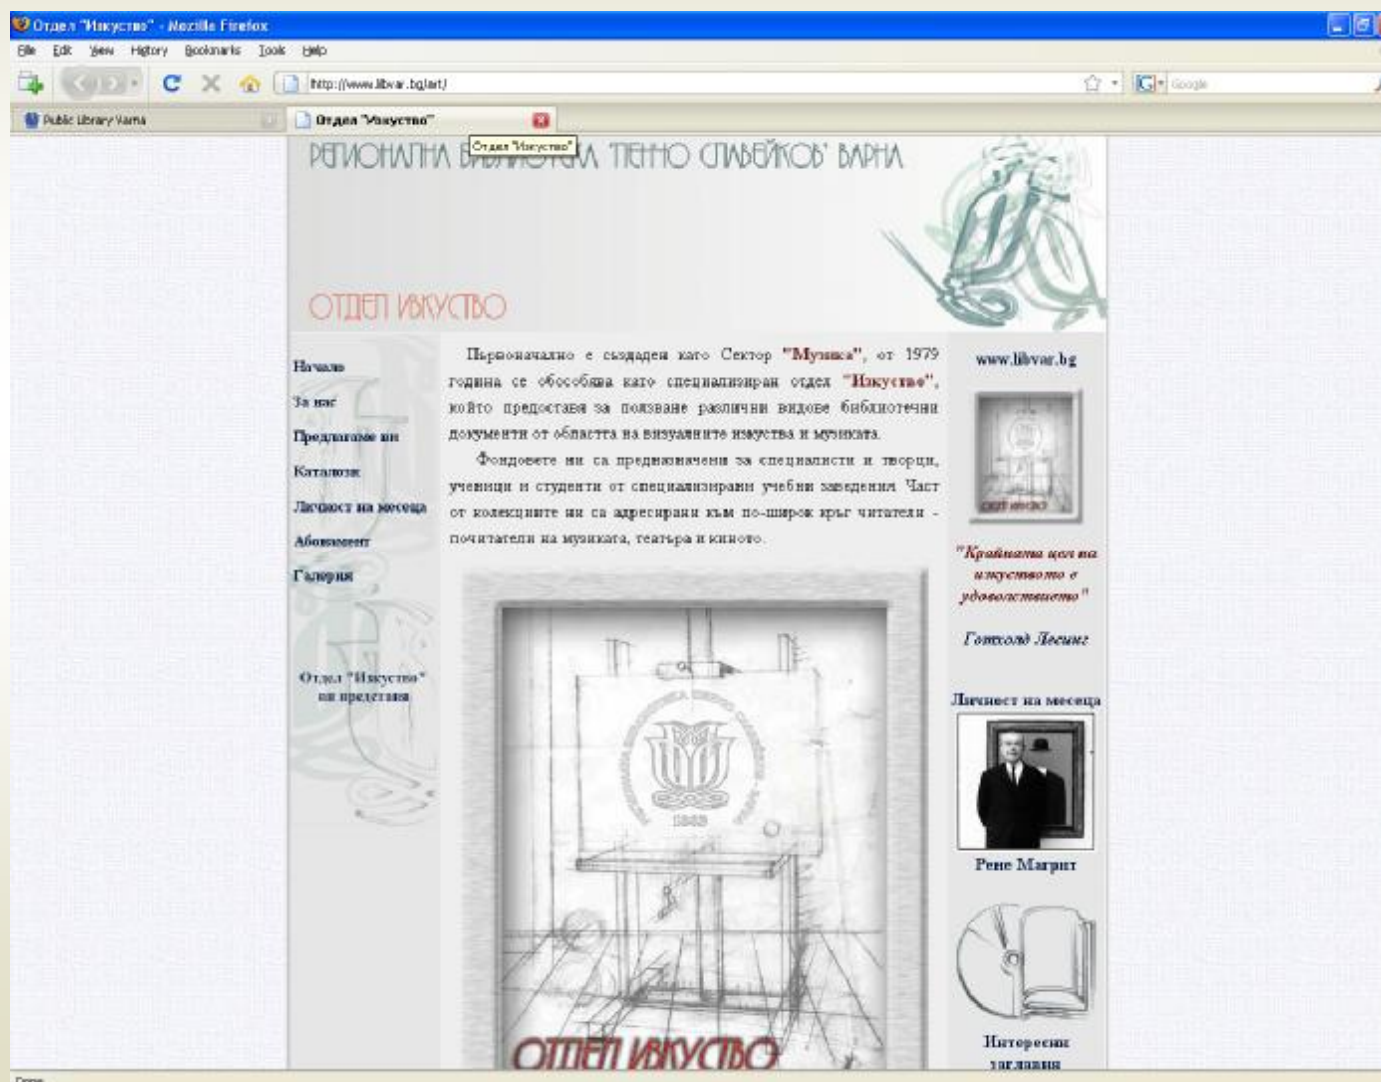 Отдел "Изкуство" - Mozilla Firefox
File Edit View History Bookmarks Tools Help
http://www.libvar.bg/art/
Google
Public Library Varna
Отдел "Изкуство"
Отдел "Изкуство"
РЕГИОНАЛНА БИБЛИОТЕКА "ПЕНЧО СЛАВЕЙКОВ" ВАРНА
ОТДЕЛ ИЗКУСТВО
Начало
За нас
Предлагаме ви
Каталози
Личност на месеца
Абонамент
Галерия
Отдел "Изкуство"
ви представя
Първоначално е създаден като Сектор "Музика", от 1979
година се обособява като специализиран отдел "Изкуство",
който предоставя за ползване различни видове библиотечни
документи от областта на визуалните изкуства и музиката.
Фондовете ни са предназначени за специалисти и творци,
ученици и студенти от специализирани учебни заведения. Част
от колекциите ни са адресирани към по-широк кръг читатели -
почитатели на музиката, театъра и киното.
1883
ОТДЕЛ ИЗКУСТВО
www.libvar.bg
"Крайната цел на
изкуството е
удоволствието"
Готхолд Лесинг
Личност на месеца
Рене Магрит
Интересни
заглавия
Done